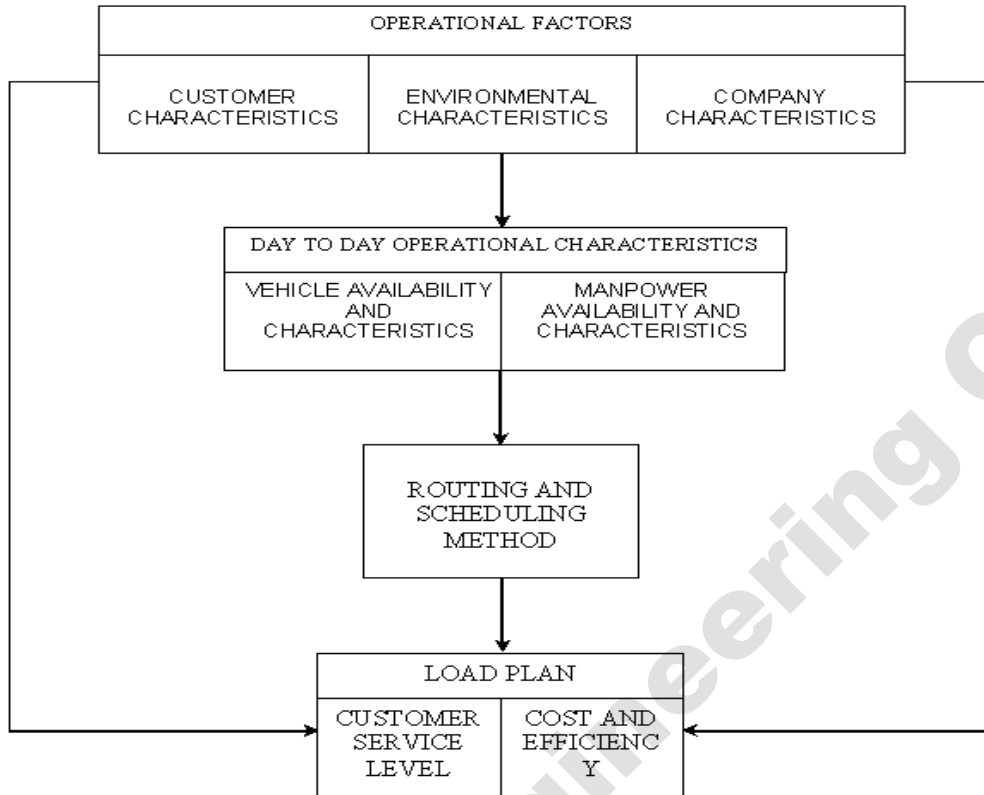 OPERATIONAL FACTORS
CUSTOMER
CHARACTERISTICS
ENVIRONMENTAL
CHARACTERISTICS
COMPANY
CHARACTERISTICS
DAY TO DAY OPERATIONAL CHARACTERISTICS
VEHICLE AVAILABILITY
AND
CHARACTERISTICS
MANPOWER
AVAILABILITY AND
CHARACTERISTICS
ROUTING AND
SCHEDULING
METHOD
LOAD PLAN
CUSTOMER
SERVICE
LEVEL
COST AND
EFFICIENC
Y